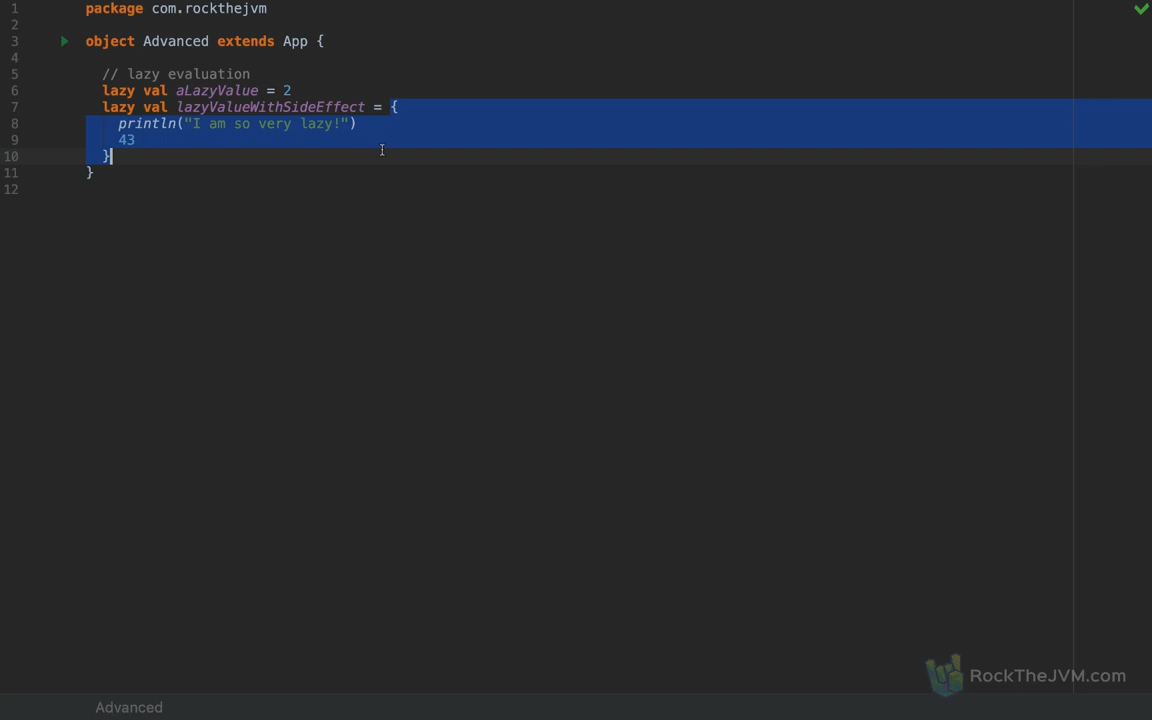 1 package com.rockthejvm
2
3 object Advanced extends App {
4
5 // lazy evaluation
6 lazy val aLazyValue = 2
7 lazy val lazyValueWithSideEffect = {
8 println("I am so very lazy!")
9 43
10 }
11 }
12
RockTheJVM.com
Advanced